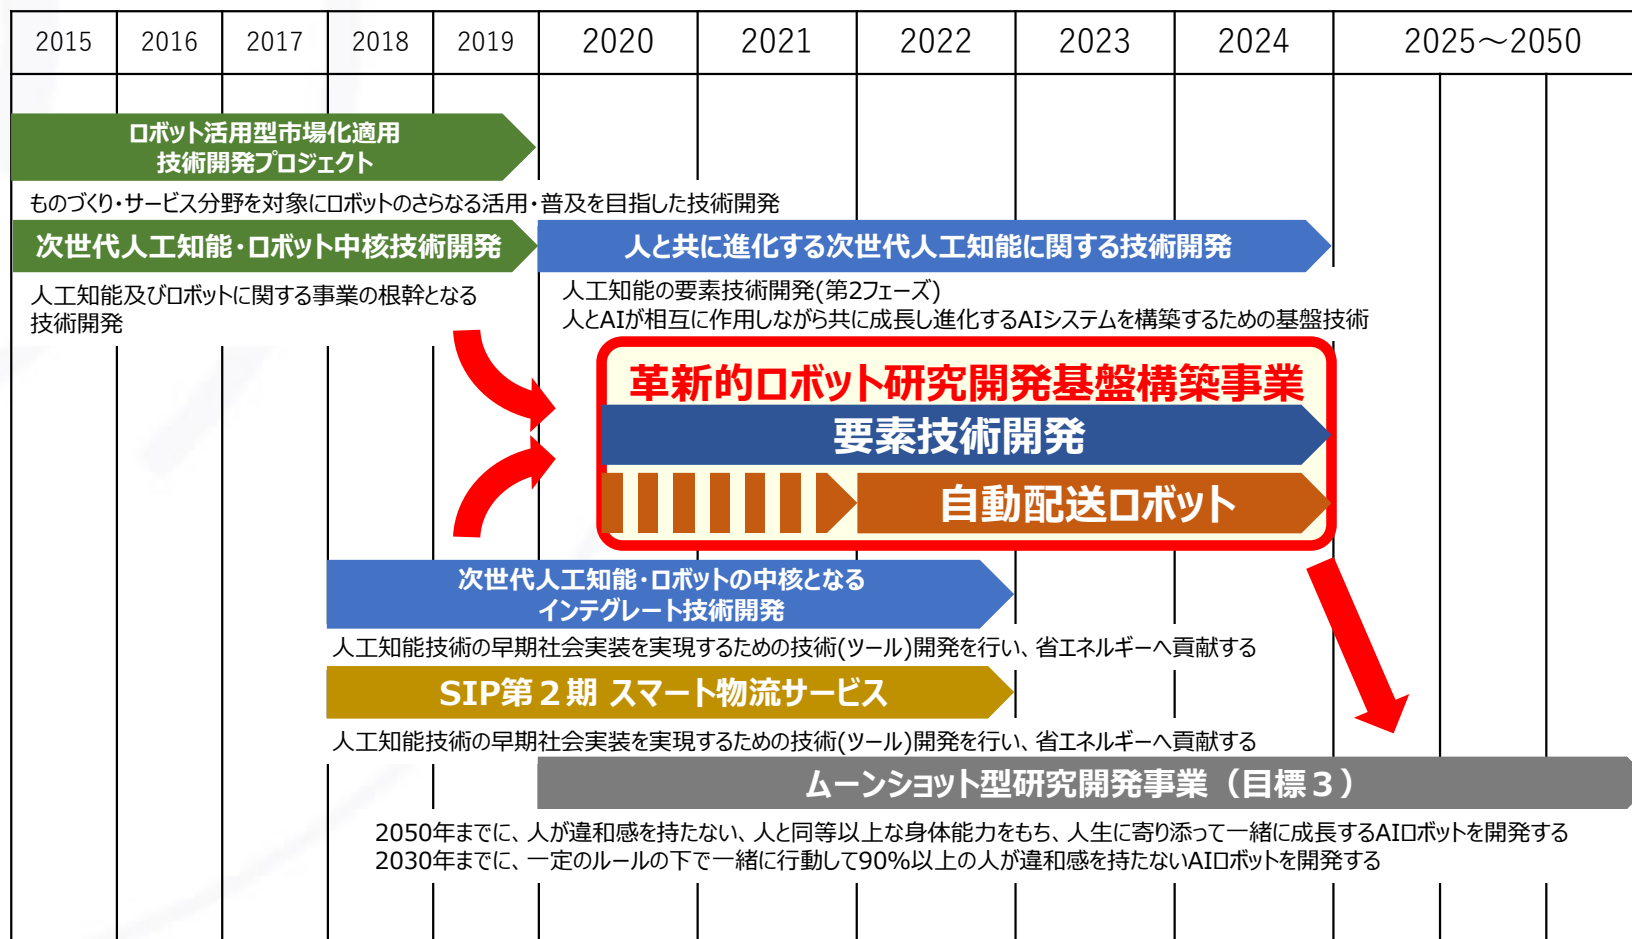 2015 2016 2017 2018 2019 2020 2021 2022 2023 2024 2025～2050
ロボット活用型市場化適用
技術開発プロジェクト
ものづくり・サービス分野を対象にロボットのさらなる活用・普及を目指した技術開発
次世代人工知能・ロボット中核技術開発
人と共に進化する次世代人工知能に関する技術開発
人工知能及びロボットに関する事業の根幹となる
技術開発
人工知能の要素技術開発(第2フェーズ)
人とAIが相互に作用しながら共に成長し進化するAIシステムを構築するための基盤技術
革新的ロボット研究開発基盤構築事業
要素技術開発
自動配送ロボット
次世代人工知能・ロボットの中核となる
インテグレート技術開発
人工知能技術の早期社会実装を実現するための技術(ツール)開発を行い、省エネルギーへ貢献する
SIP第２期 スマート物流サービス
人工知能技術の早期社会実装を実現するための技術(ツール)開発を行い、省エネルギーへ貢献する
ムーンショット型研究開発事業（目標３）
2050年までに、人が違和感を持たない、人と同等以上な身体能力をもち、人生に寄り添って一緒に成長するAIロボットを開発する
2030年までに、一定のルールの下で一緒に行動して90%以上の人が違和感を持たないAIロボットを開発する